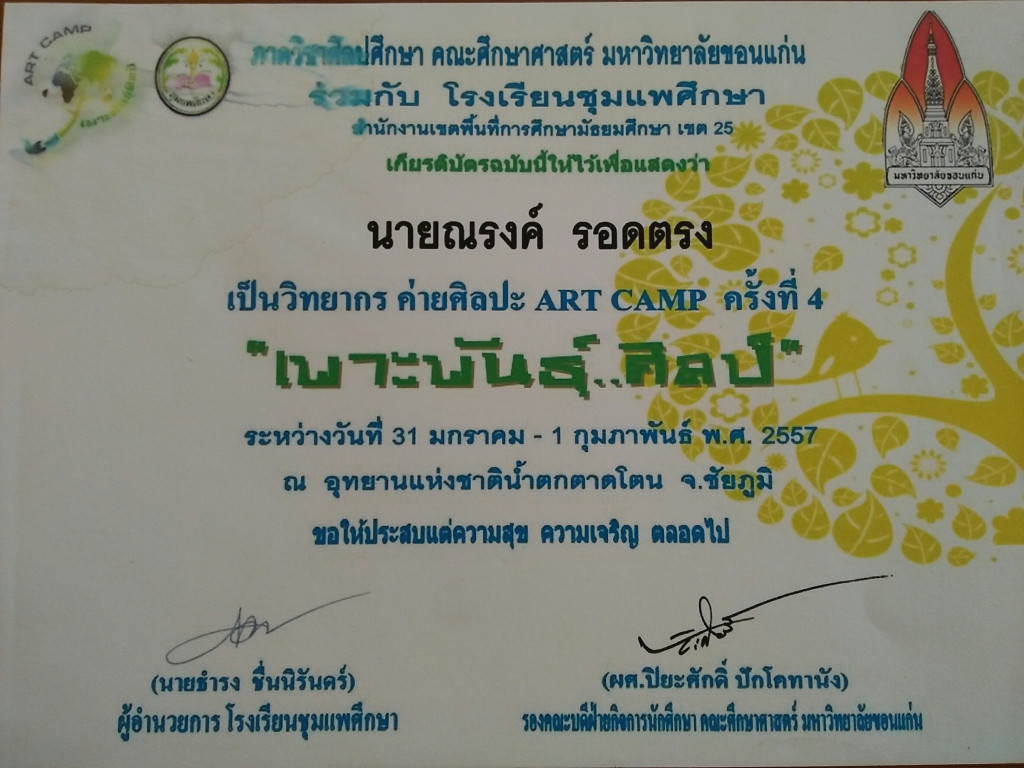 ART CAMP
ภาควิชาศิลปศึกษา คณะศึกษาศาสตร์ มหาวิทยาลัยขอนแก่น
ร่วมกับ โรงเรียนชุมแพศึกษา
สำนักงานเขตพื้นที่การศึกษามัธยมศึกษา เขต 25
เกียรติบัตรฉบับนี้ให้ไว้เพื่อแสดงว่า
มหาวิทยาลัยขอนแก่น
นายณรงค์ รอดตรง
เป็นวิทยากร ค่ายศิลปะ ART CAMP ครั้งที่ 4
"เพาะพันธุ์..ศิลป์"
ระหว่างวันที่ 31 มกราคม - 1 กุมภาพันธ์ พ.ศ. 2557
ณ อุทยานแห่งชาติน้ำตกตาดโตน จ.ชัยภูมิ
ขอให้ประสบแต่ความสุข ความเจริญ ตลอดไป
(นายธำรง ชื่นนิรันดร์)
ผู้อำนวยการ โรงเรียนชุมแพศึกษา
(ผศ.ปิยะศักดิ์ ปักโคทานัง)
รองคณะบดีฝ่ายกิจการนักศึกษา คณะศึกษาศาสตร์ มหาวิทยาลัยขอนแก่น